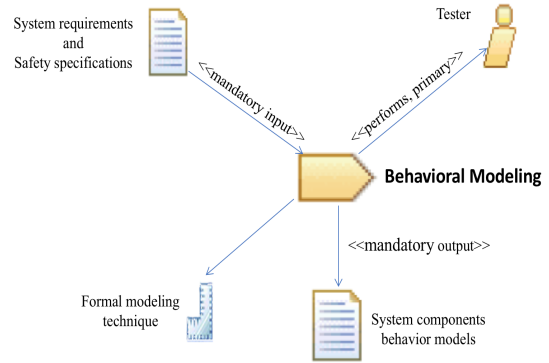 System requirements
and
Safety specifications
Tester
<<mandatory input>>
<<performs, primary>>
Behavioral Modeling
<<mandatory output>>
Formal modeling
technique
System components
behavior models